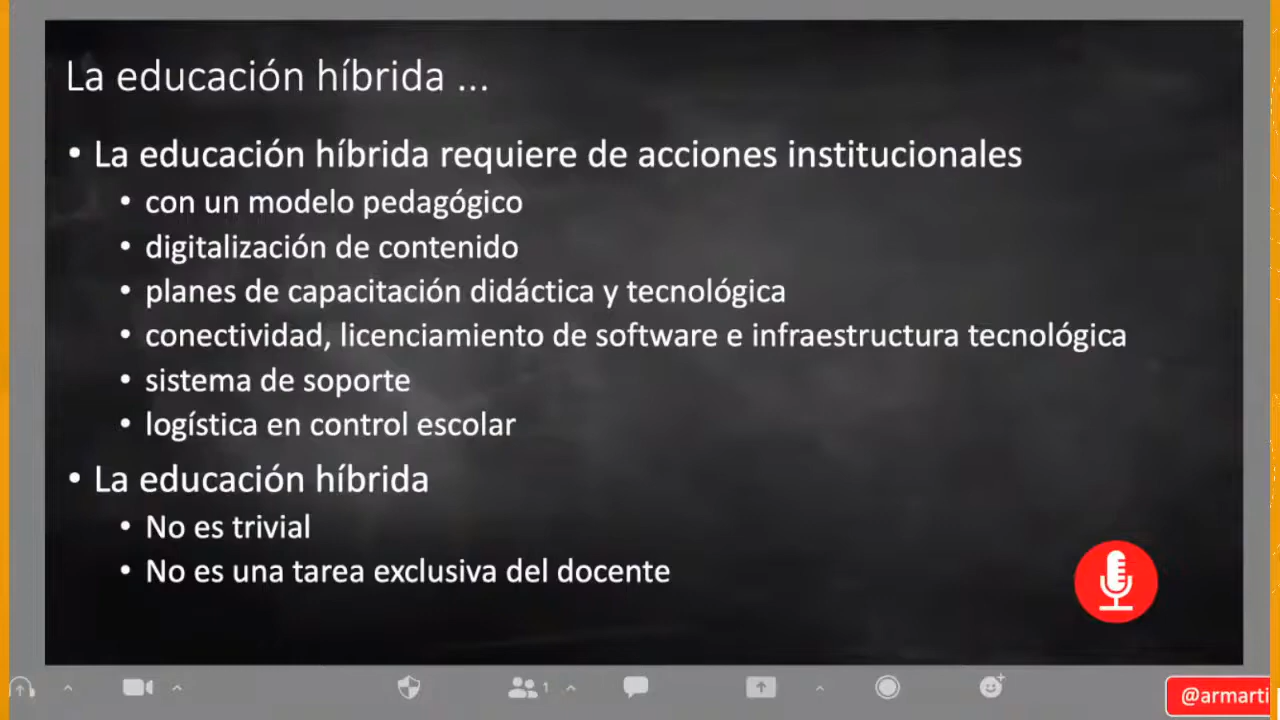 La educación híbrida ...
• La educación híbrida requiere de acciones institucionales
• con un modelo pedagógico
• digitalización de contenido
• planes de capacitación didáctica y tecnológica
• conectividad, licenciamiento de software e infraestructura tecnológica
• sistema de soporte
• logística en control escolar
• La educación híbrida
• No es trivial
• No es una tarea exclusiva del docente
1
@armarti